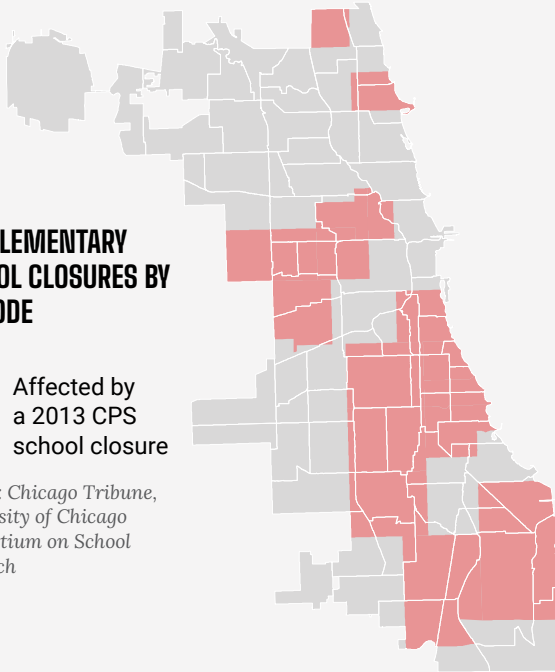 LEMENTARY
OL CLOSURES BY
ODE
Affected by
a 2013 CPS
school closure
: Chicago Tribune,
sity of Chicago
tium on School
ch